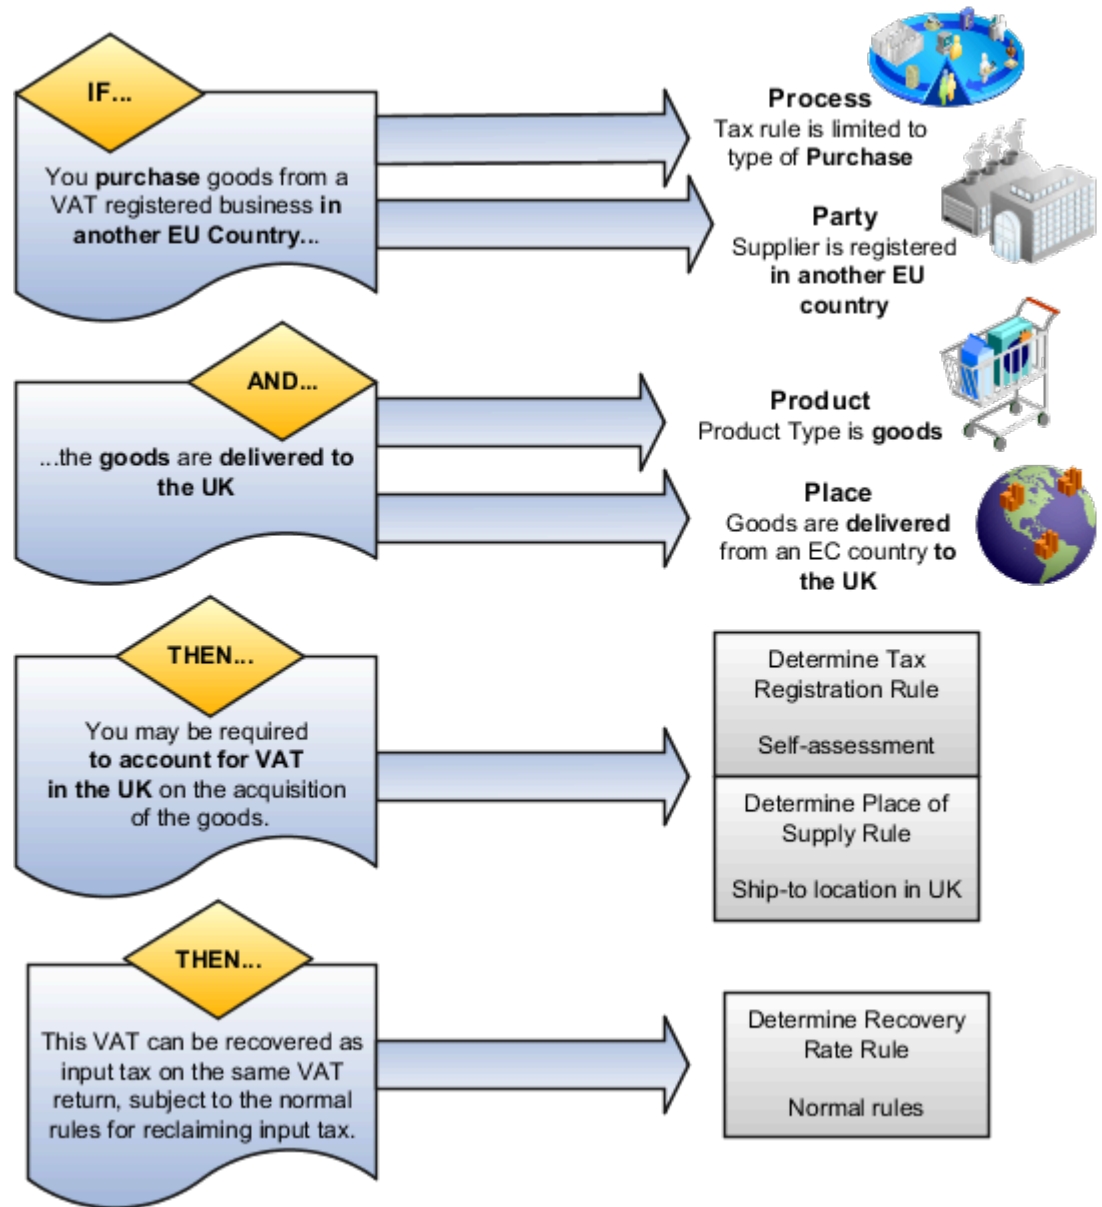 IF...
You purchase goods from a
VAT registered business in
another EU Country...
Process
Tax rule is limited to
type of Purchase
Party
Supplier is registered
in another EU
country
AND...
...the goods are delivered to
the UK
Product
Product Type is goods
Place
Goods are delivered
from an EC country to
the UK
THEN...
You may be required
to account for VAT
in the UK on the acquisition
of the goods.
Determine Tax
Registration Rule
Self-assessment
Determine Place of
Supply Rule
Ship-to location in UK
THEN...
This VAT can be recovered as
input tax on the same VAT
return, subject to the normal
rules for reclaiming input tax.
Determine Recovery
Rate Rule
Normal rules